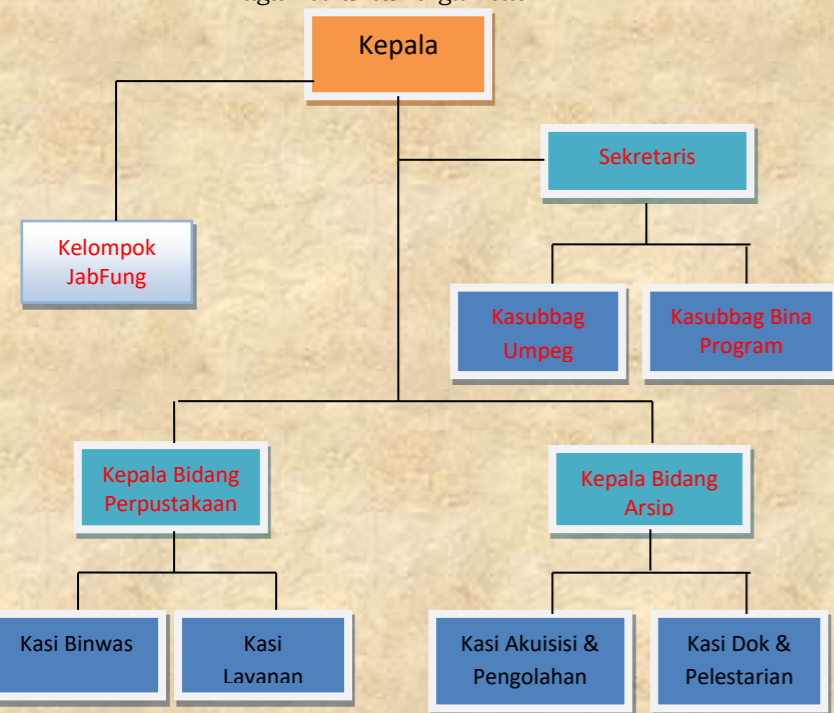 Kepala
Sekretaris
Kelompok
JabFung
Kasubbag
Umpeg
Kasubbag Bina
Program
Kepala Bidang
Perpustakaan
Kepala Bidang
Arsip
Kasi Binwas
Kasi
Layanan
Kasi Akuisisi &
Pengolahan
Kasi Dok &
Pelestarian